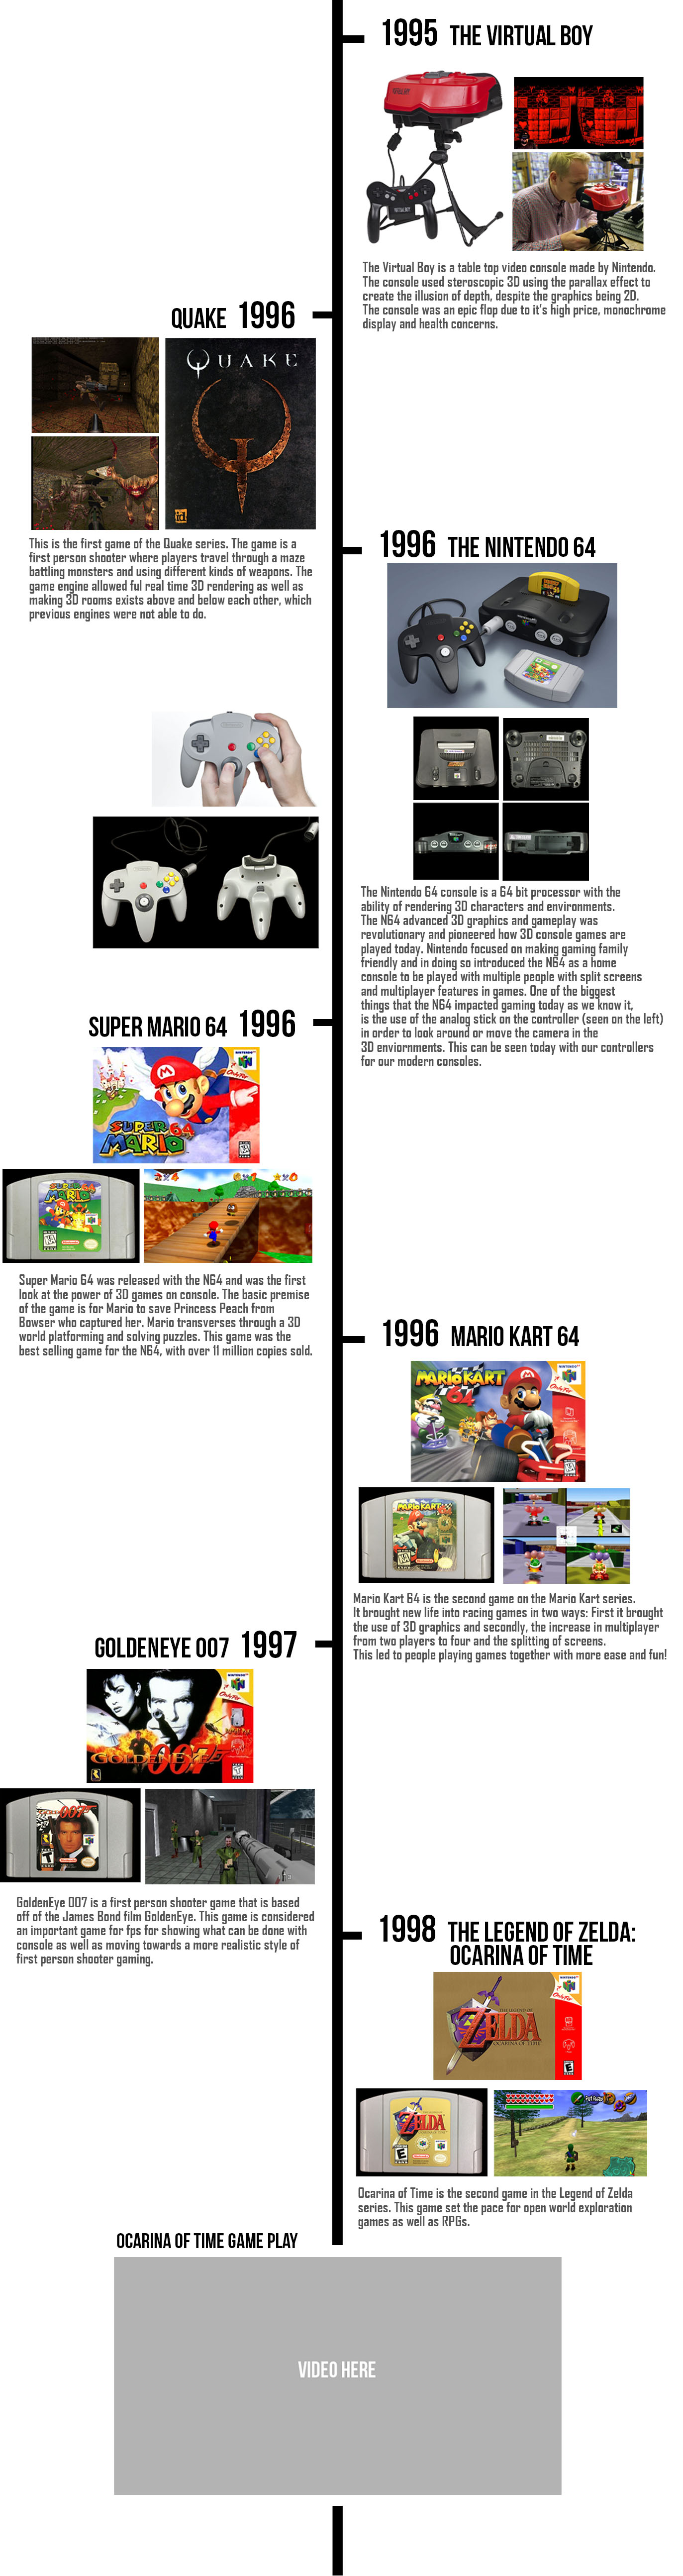 1995 THE VIRTUAL BOY
The Virtual Boy is a table top video console made by Nintendo.
The console used steroscopic 3D using the parallax effect to
create the illusion of depth, despite the graphics being 2D.
The console was an epic flop due to it's high price, monochrome
display and health concerns.
QUAKE 1996
QUAKE
This is the first game of the Quake series. The game is a
first person shooter where players travel through a maze
battling monsters and using different kinds of weapons. The
game engine allowed ful real time 3D rendering as well as
making 3D rooms exists above and below each other, which
previous engines were not able to do.
1996 THE NINTENDO 64
The Nintendo 64 console is a 64 bit processor with the
ability of rendering 3D characters and environments.
The N64 advanced 3D graphics and gameplay was
revolutionary and pioneered how 3D console games are
played today. Nintendo focused on making gaming family
friendly and in doing so introduced the N64 as a home
console to be played with multiple people with split screens
and multiplayer features in games. One of the biggest
things that the N64 impacted gaming today as we know it,
is the use of the analog stick on the controller (seen on the left)
in order to look around or move the camera in the
3D enviornments. This can be seen today with our controllers
for our modern consoles.
SUPER MARIO 64 1996
SUPER
MARIO 64
Super Mario 64 was released with the N64 and was the first
look at the power of 3D games on console. The basic premise
of the game is for Mario to save Princess Peach from
Bowser who captured her. Mario transverses through a 3D
world platforming and solving puzzles. This game was the
best selling game for the N64, with over 11 million copies sold.
1996 MARIO KART 64
MARIOKART
64
Mario Kart 64 is the second game on the Mario Kart series.
It brought new life into racing games in two ways: First it brought
the use of 3D graphics and secondly, the increase in multiplayer
from two players to four and the splitting of screens.
This led to people playing games together with more ease and fun!
GOLDENEYE 007 1997
GOLDENEYE 007
007
GoldenEye 007 is a first person shooter game that is based
off of the James Bond film GoldenEye. This game is considered
an important game for fps for showing what can be done with
console as well as moving towards a more realistic style of
first person shooter gaming.
1998 THE LEGEND OF ZELDA:
OCARINA OF TIME
THE LEGEND OF
ZELDA
OCARINA OF TIME
ZELDA
Ocarina of Time is the second game in the Legend of Zelda
series. This game set the pace for open world exploration
games as well as RPGs.
OCARINA OF TIME GAME PLAY
VIDEO HERE